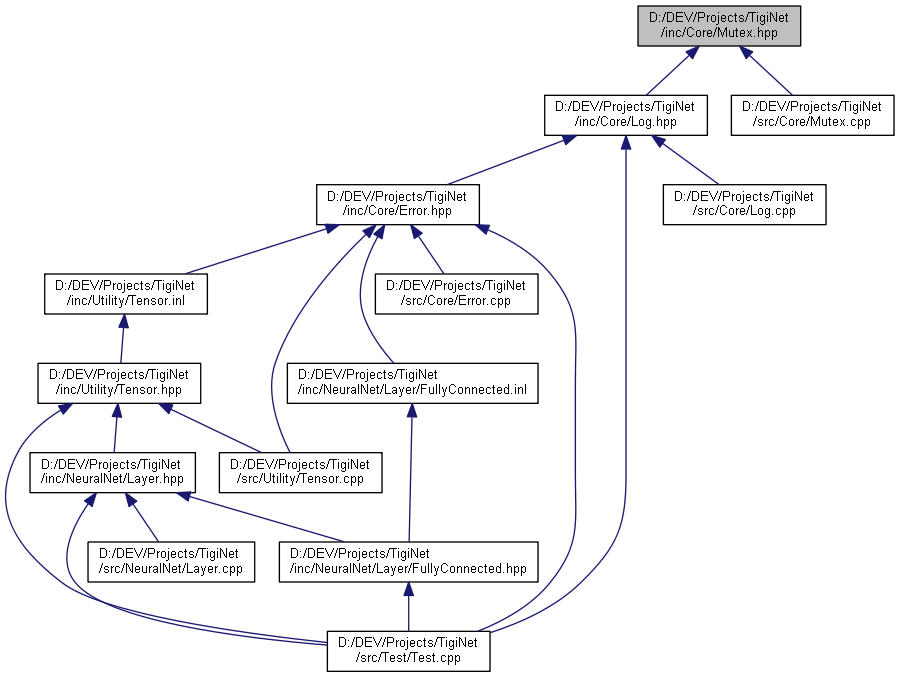 D:/DEV/Projects/TigiNet
/inc/Core/Mutex.hpp
D:/DEV/Projects/TigiNet
/inc/Core/Log.hpp
D:/DEV/Projects/TigiNet
/src/Core/Mutex.cpp
D:/DEV/Projects/TigiNet
/inc/Core/Error.hpp
D:/DEV/Projects/TigiNet
/src/Core/Log.cpp
D:/DEV/Projects/TigiNet
/inc/Utility/Tensor.inl
D:/DEV/Projects/TigiNet
/src/Core/Error.cpp
D:/DEV/Projects/TigiNet
/inc/Utility/Tensor.hpp
D:/DEV/Projects/TigiNet
/inc/NeuralNet/Layer/FullyConnected.inl
D:/DEV/Projects/TigiNet
/inc/NeuralNet/Layer.hpp
D:/DEV/Projects/TigiNet
/src/Utility/Tensor.cpp
D:/DEV/Projects/TigiNet
/src/NeuralNet/Layer.cpp
D:/DEV/Projects/TigiNet
/inc/NeuralNet/Layer/FullyConnected.hpp
D:/DEV/Projects/TigiNet
/src/Test/Test.cpp